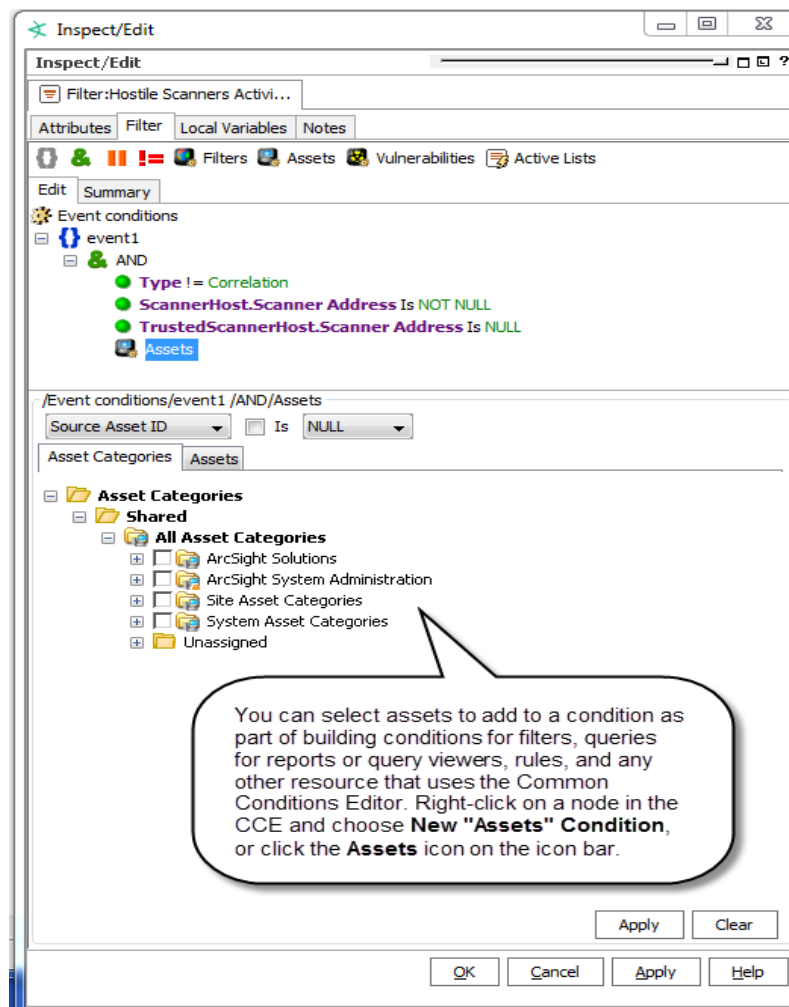 Inspect/Edit
Inspect/Edit
?
Filter:Hostile Scanners Activi...
Attributes Filter Local Variables Notes
Filters Assets Vulnerabilities Active Lists
Edit Summary
Event conditions
event1
AND
Type != Correlation
ScannerHost.Scanner Address Is NOT NULL
TrustedScannerHost.Scanner Address Is NULL
Assets
/Event conditions/event1 /AND/Assets
Source Asset ID Is NULL
Asset Categories Assets
Asset Categories
Shared
All Asset Categories
ArcSight Solutions
ArcSight System Administration
Site Asset Categories
System Asset Categories
Unassigned
You can select assets to add to a condition as
part of building conditions for filters, queries
for reports or query viewers, rules, and any
other resource that uses the Common
Conditions Editor. Right-click on a node in the
CCE and choose New "Assets" Condition,
or click the Assets icon on the icon bar.
Apply Clear
OK Cancel Apply Help